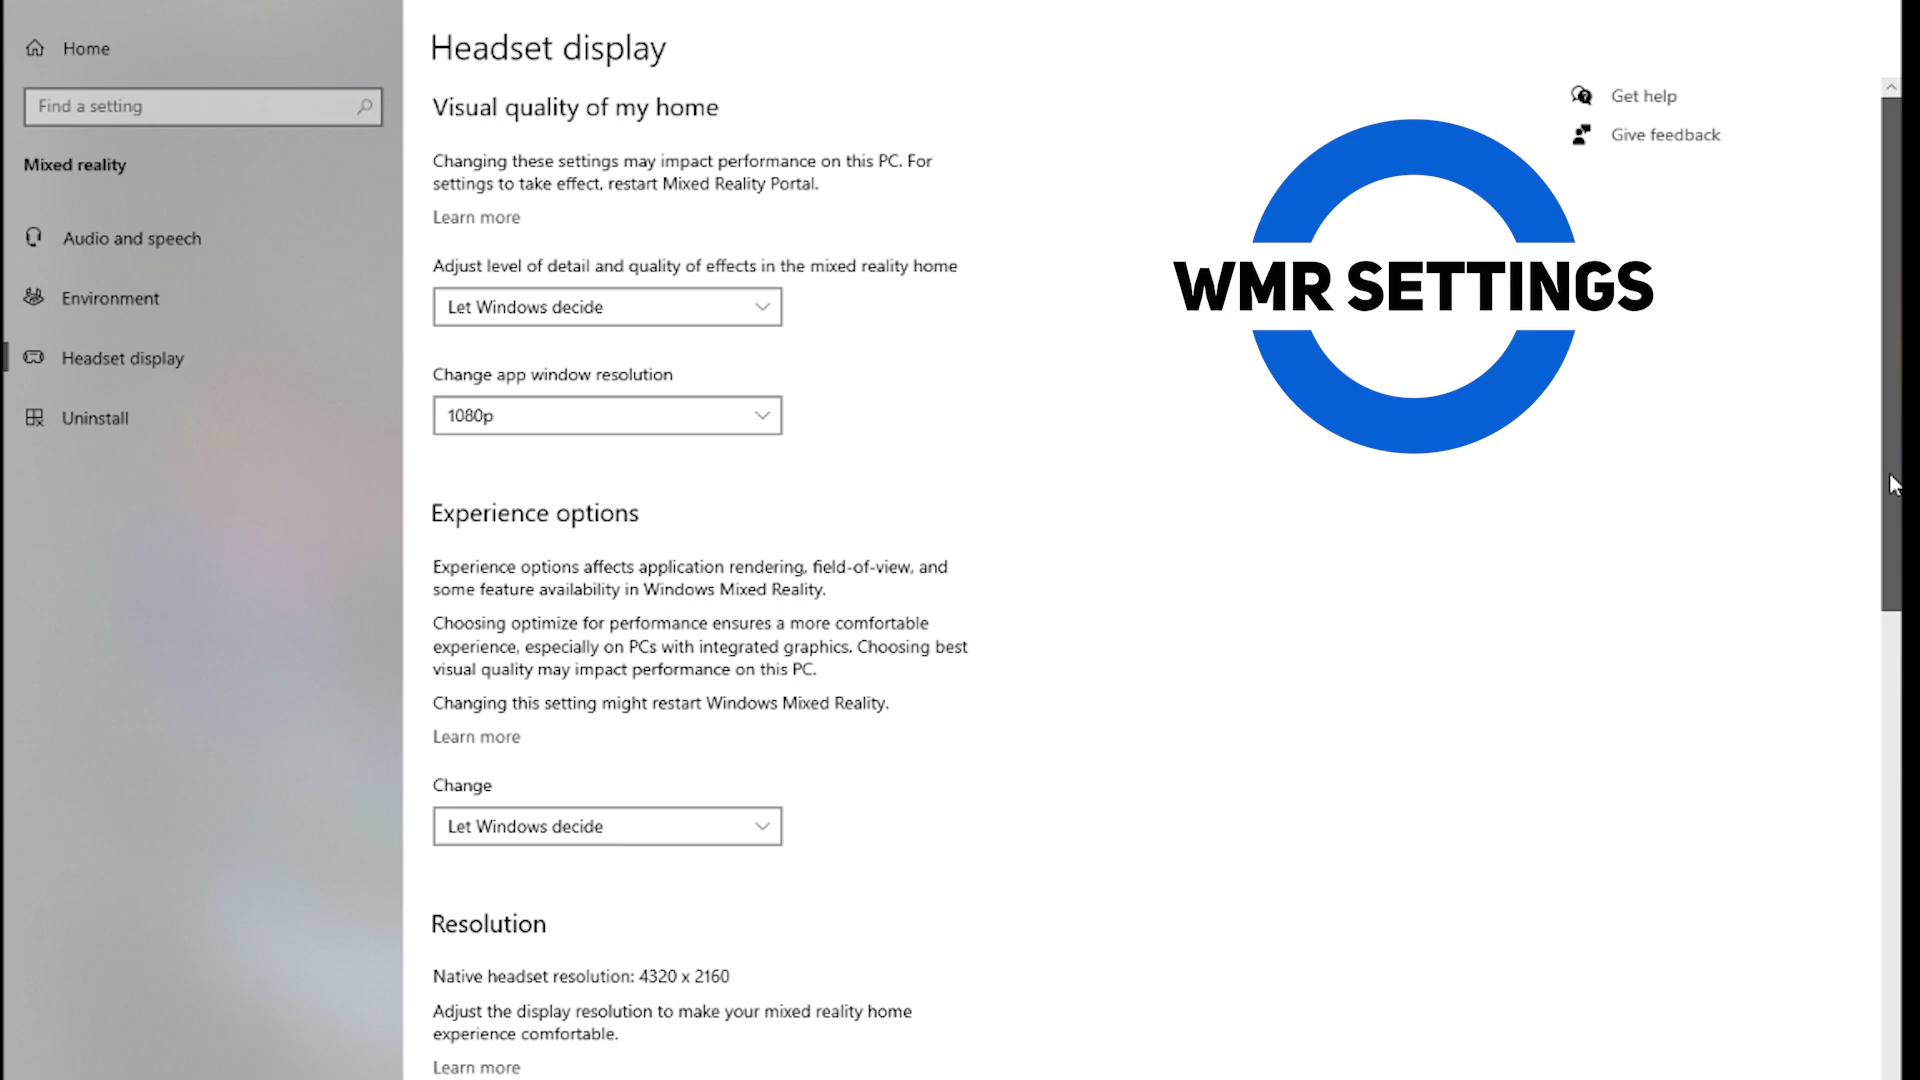 Home
Find a setting
Mixed reality
Audio and speech
Environment
Headset display
Uninstall
Headset display
Visual quality of my home
Changing these settings may impact performance on this PC. For
settings to take effect, restart Mixed Reality Portal.
Learn more
Adjust level of detail and quality of effects in the mixed reality home
Let Windows decide
Change app window resolution
1080p
Experience options
Experience options affects application rendering, field-of-view, and
some feature availability in Windows Mixed Reality.
Choosing optimize for performance ensures a more comfortable
experience, especially on PCs with integrated graphics. Choosing best
visual quality may impact performance on this PC.
Changing this setting might restart Windows Mixed Reality.
Learn more
Change
Let Windows decide
Resolution
Native headset resolution: 4320 x 2160
Adjust the display resolution to make your mixed reality home
experience comfortable.
Learn more
Get help
Give feedback
WMR SETTINGS